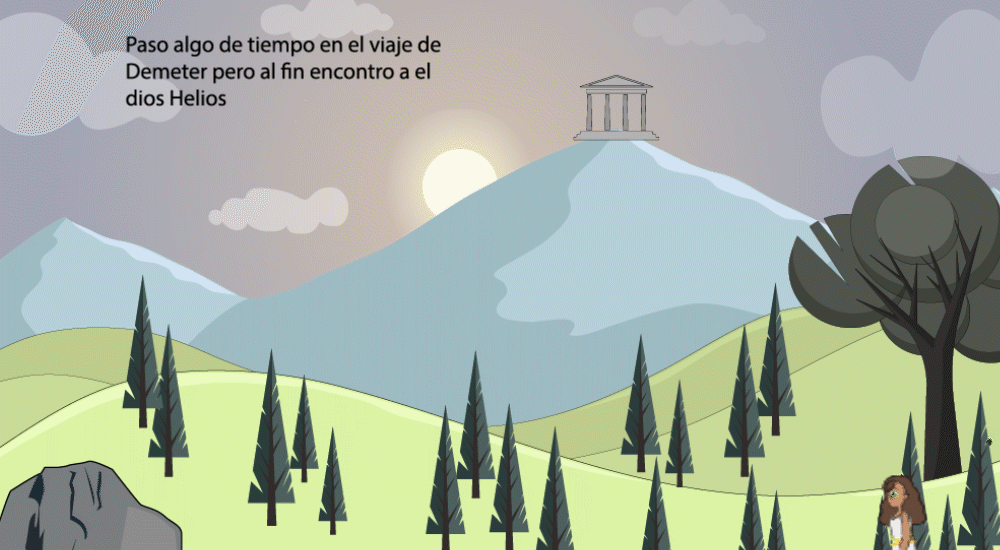 Paso algo de tiempo en el viaje de
Demeter pero al fin encontro a el
dios Helios